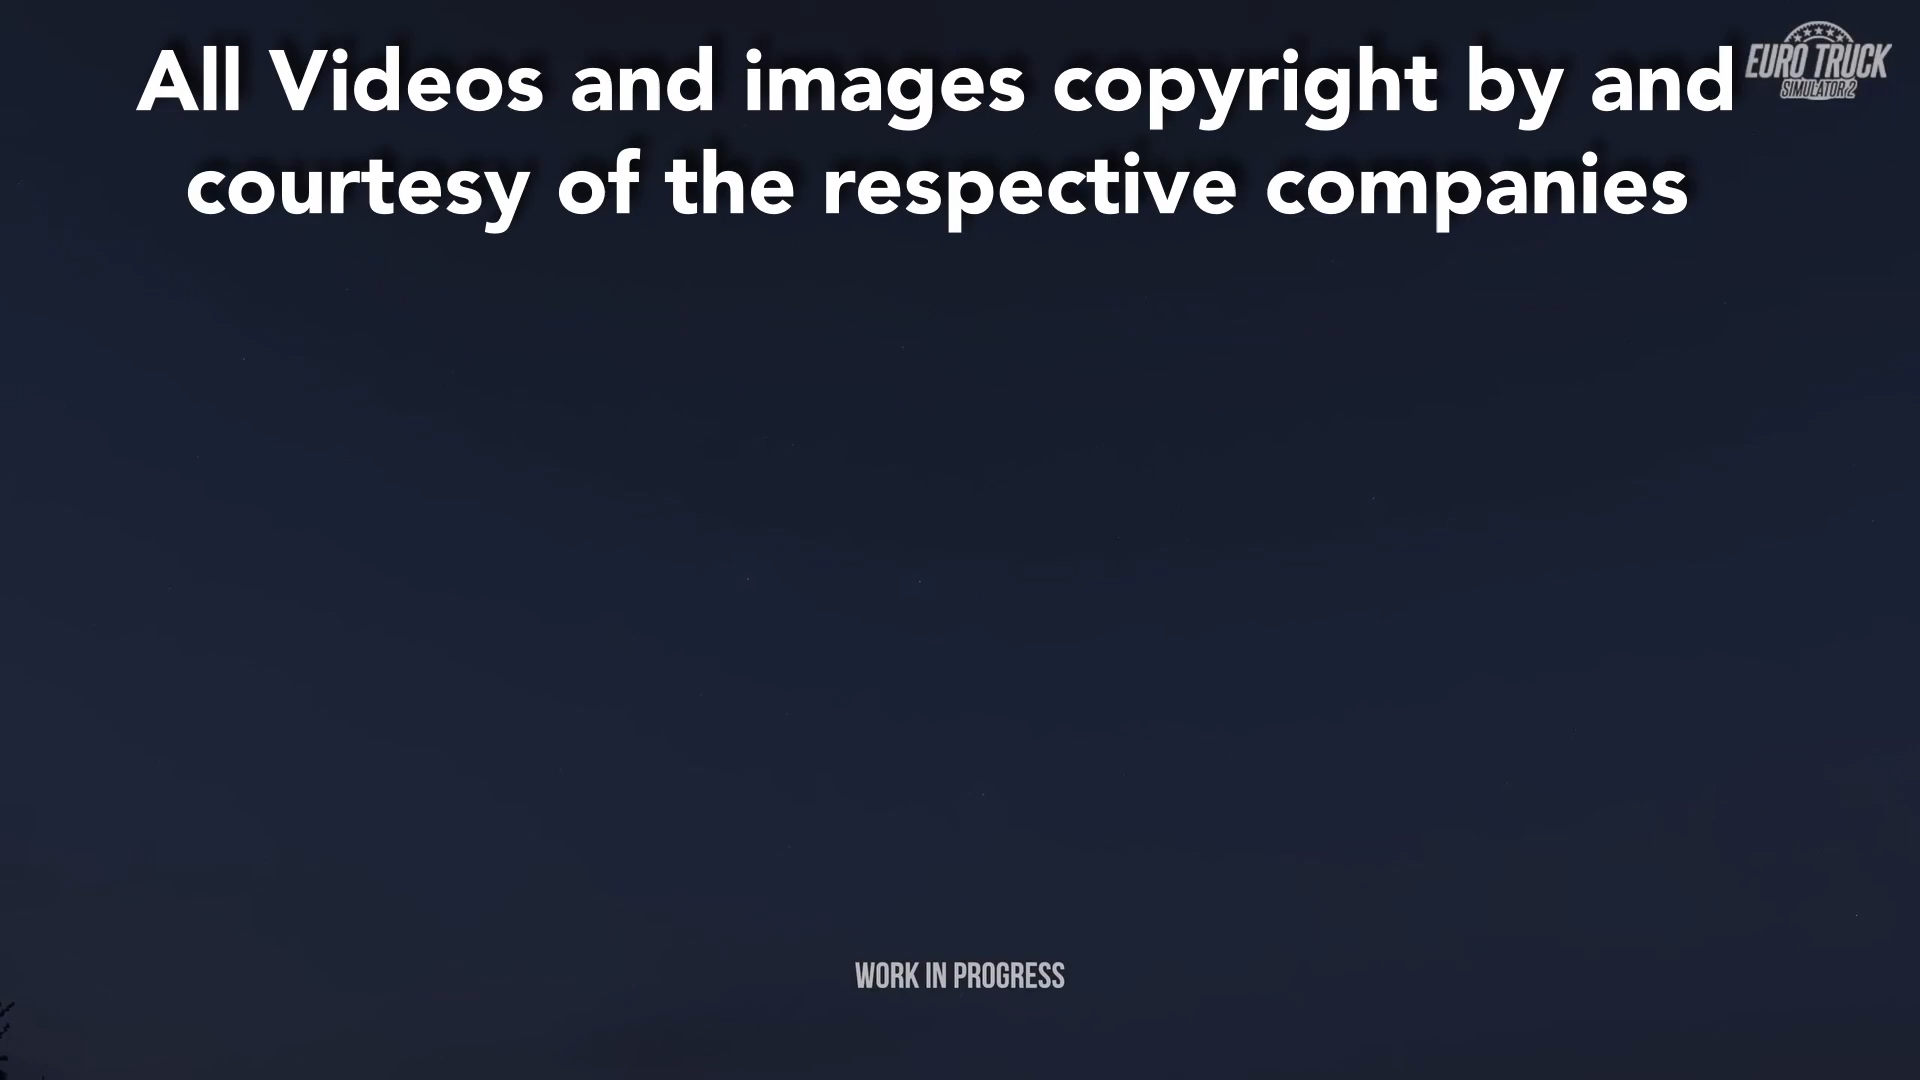 All Videos and images copyright by and
courtesy of the respective companies
EURO TRUCK
SIMULATOR 2
WORK IN PROGRESS